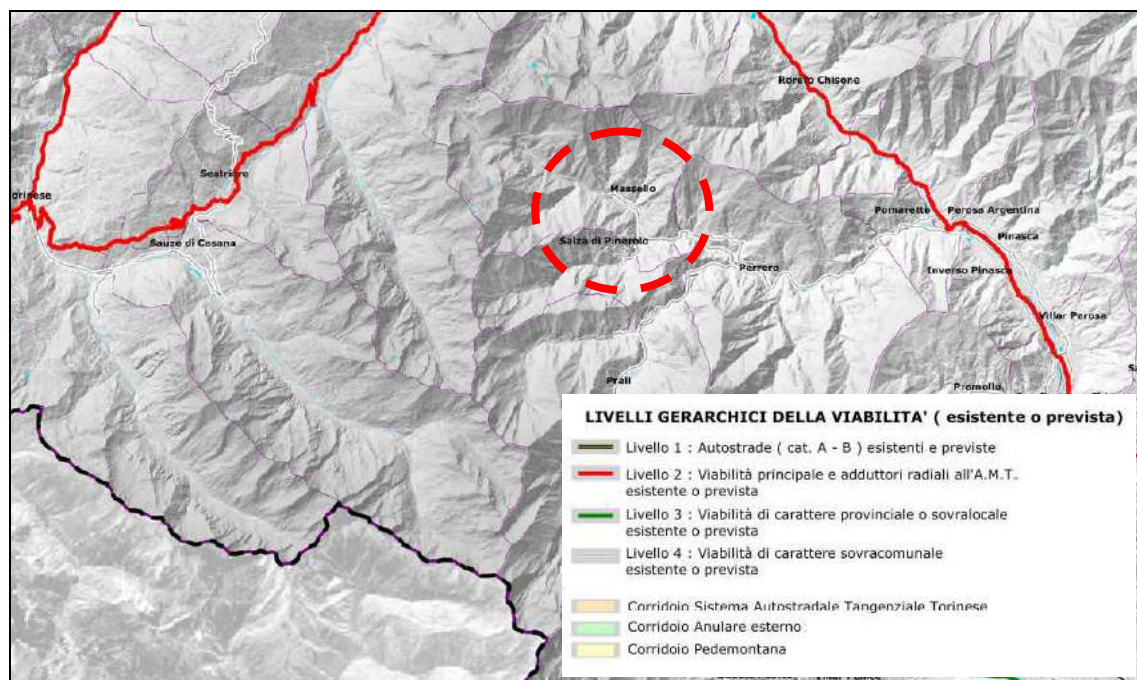 Roreto Chisone
Sestriere
Massello
orinese
Pomaretto
Perosa Argentina
Sauze di Cesana
Salza di Pinerolo
Pinasca
Perrero
Inverso Pinasca
Villar Perosa
Prali
Pramollo
LIVELLI GERARCHICI DELLA VIABILITA' ( esistente o prevista)
Livello 1 : Autostrade ( cat. A - B ) esistenti e previste
Livello 2 : Viabilità principale e adduttori radiali all'A.M.T..
esistente o prevista
Livello 3 : Viabilità di carattere provinciale o sovralocale
esistente o prevista
Livello 4 : Viabilità di carattere sovracomunale
esistente o prevista
Corridoio Sistema Autostradale Tangenziale Torinese
Corridoio Anulare esterno
Corridoio Pedemontana